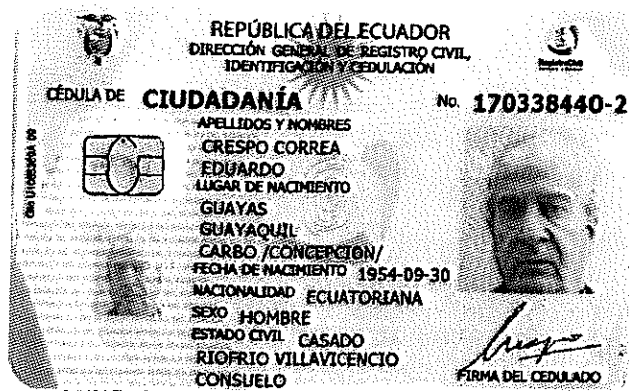 REPÚBLICA DEL ECUADOR
DIRECCIÓN GENERAL DE REGISTRO CIVIL,
IDENTIFICACIÓN Y CEDULACIÓN
CÉDULA DE CIUDADANÍA No. 170338440-2
APELLIDOS Y NOMBRES
CRESPO CORREA
EDUARDO
LUGAR DE NACIMIENTO
GUAYAS
GUAYAQUIL
CARBO /CONCEPCION/
FECHA DE NACIMIENTO 1954-09-30
NACIONALIDAD ECUATORIANA
SEXO HOMBRE
ESTADO CIVIL CASADO
RIOFRIO VILLAVICENCIO
CONSUELO
FIRMA DEL CEDULADO